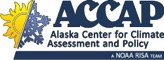 ACCAP
Alaska Center for Climate
Assessment and Policy
A NOAA RISA TEAM